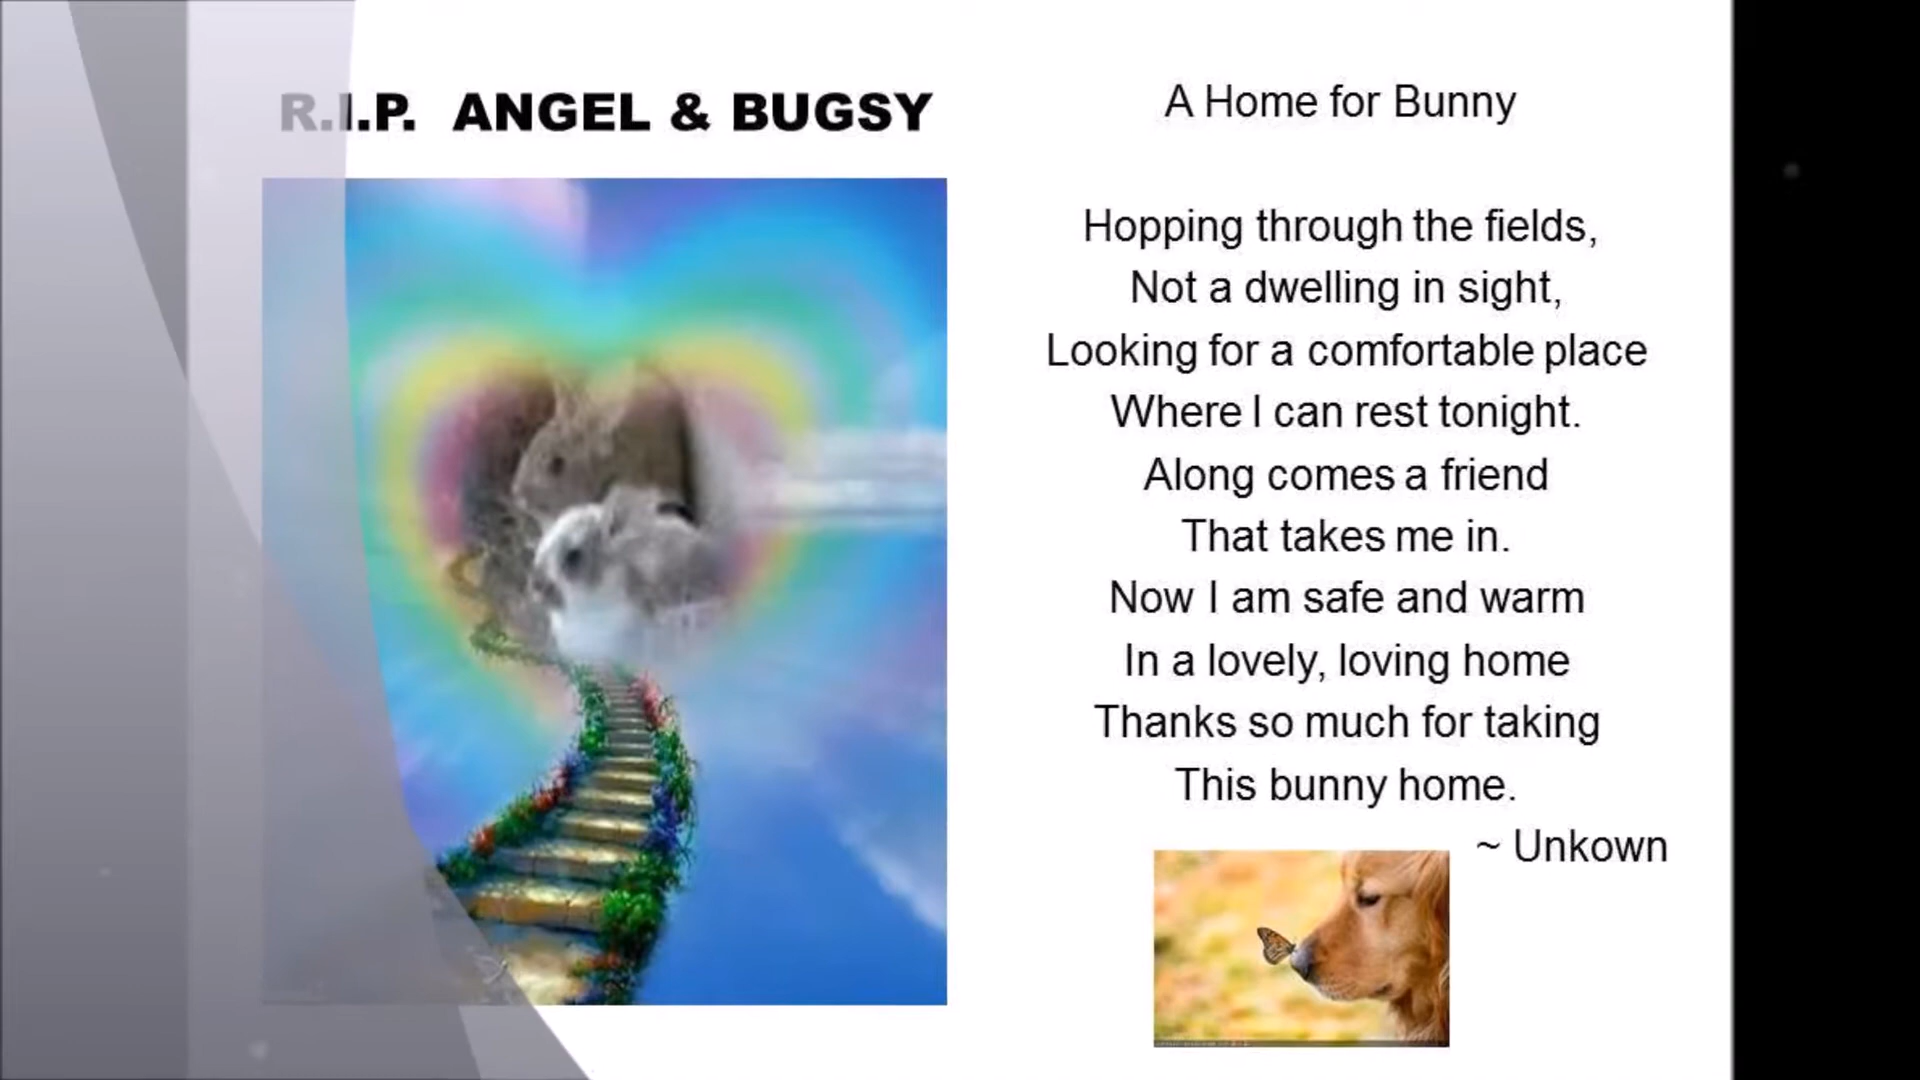 R.I.P. ANGEL & BUGSY
A Home for Bunny
Hopping through the fields,
Not a dwelling in sight,
Looking for a comfortable place
Where I can rest tonight.
Along comes a friend
That takes me in.
Now I am safe and warm
In a lovely, loving home
Thanks so much for taking
This bunny home.
~ Unkown